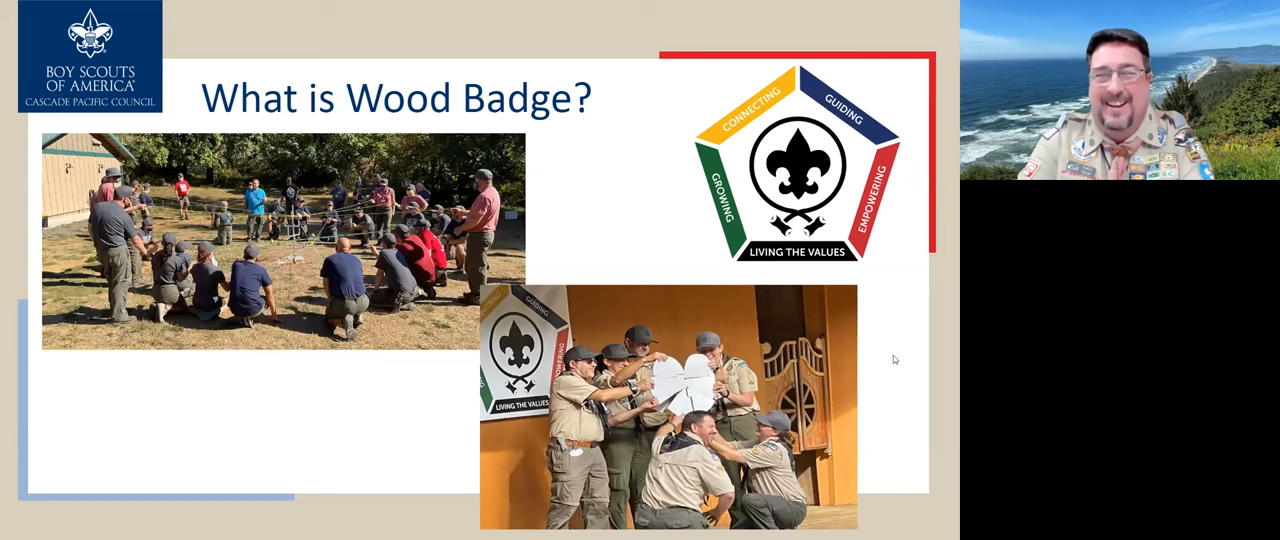 BOY SCOUTS
OF AMERICA®
CASCADE PACIFIC COUNCIL
What is Wood Badge?
CONNECTING
GUIDING
GROWING
EMPOWERING
LIVING THE VALUES
GUIDING
LIVING THE VALUES